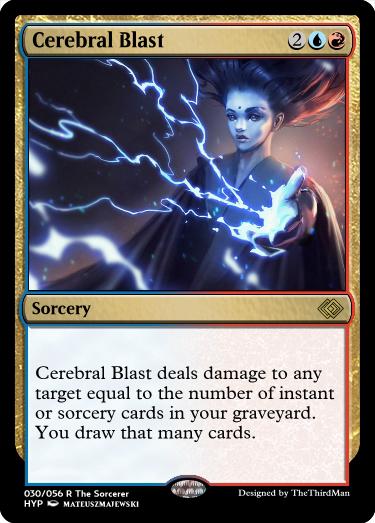 Cerebral Blast 2
Sorcery
Cerebral Blast deals damage to any
target equal to the number of instant
or sorcery cards in your graveyard.
You draw that many cards.
030/056 R The Sorcerer
HYP MATEUSZMAJEWSKI
Designed by TheThirdMan